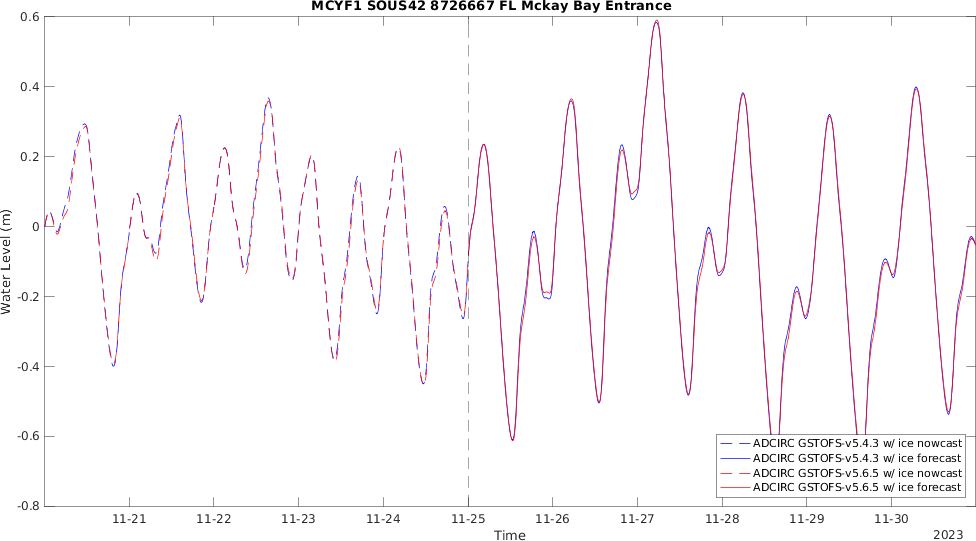 MCYF1 SOUS42 8726667 FL Mckay Bay Entrance
0.6
0.4
0.2
0
-0.2
-0.4
-0.6
-0.8
Water Level (m)
ADCIRC GSTOFS-v5.4.3 w/ ice nowcast
ADCIRC GSTOFS-v5.4.3 w/ ice forecast
ADCIRC GSTOFS-v5.6.5 w/ ice nowcast
ADCIRC GSTOFS-v5.6.5 w/ ice forecast
11-21 11-22 11-23 11-24 11-25 11-26 11-27 11-28 11-29 11-30
Time
2023